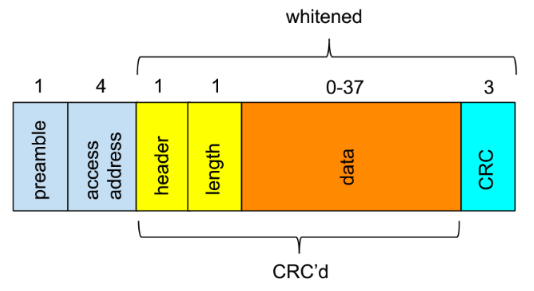 whitened
1 4 1 1 0-37 3
preamble
access
address
header
length
data
CRC
CRC'd